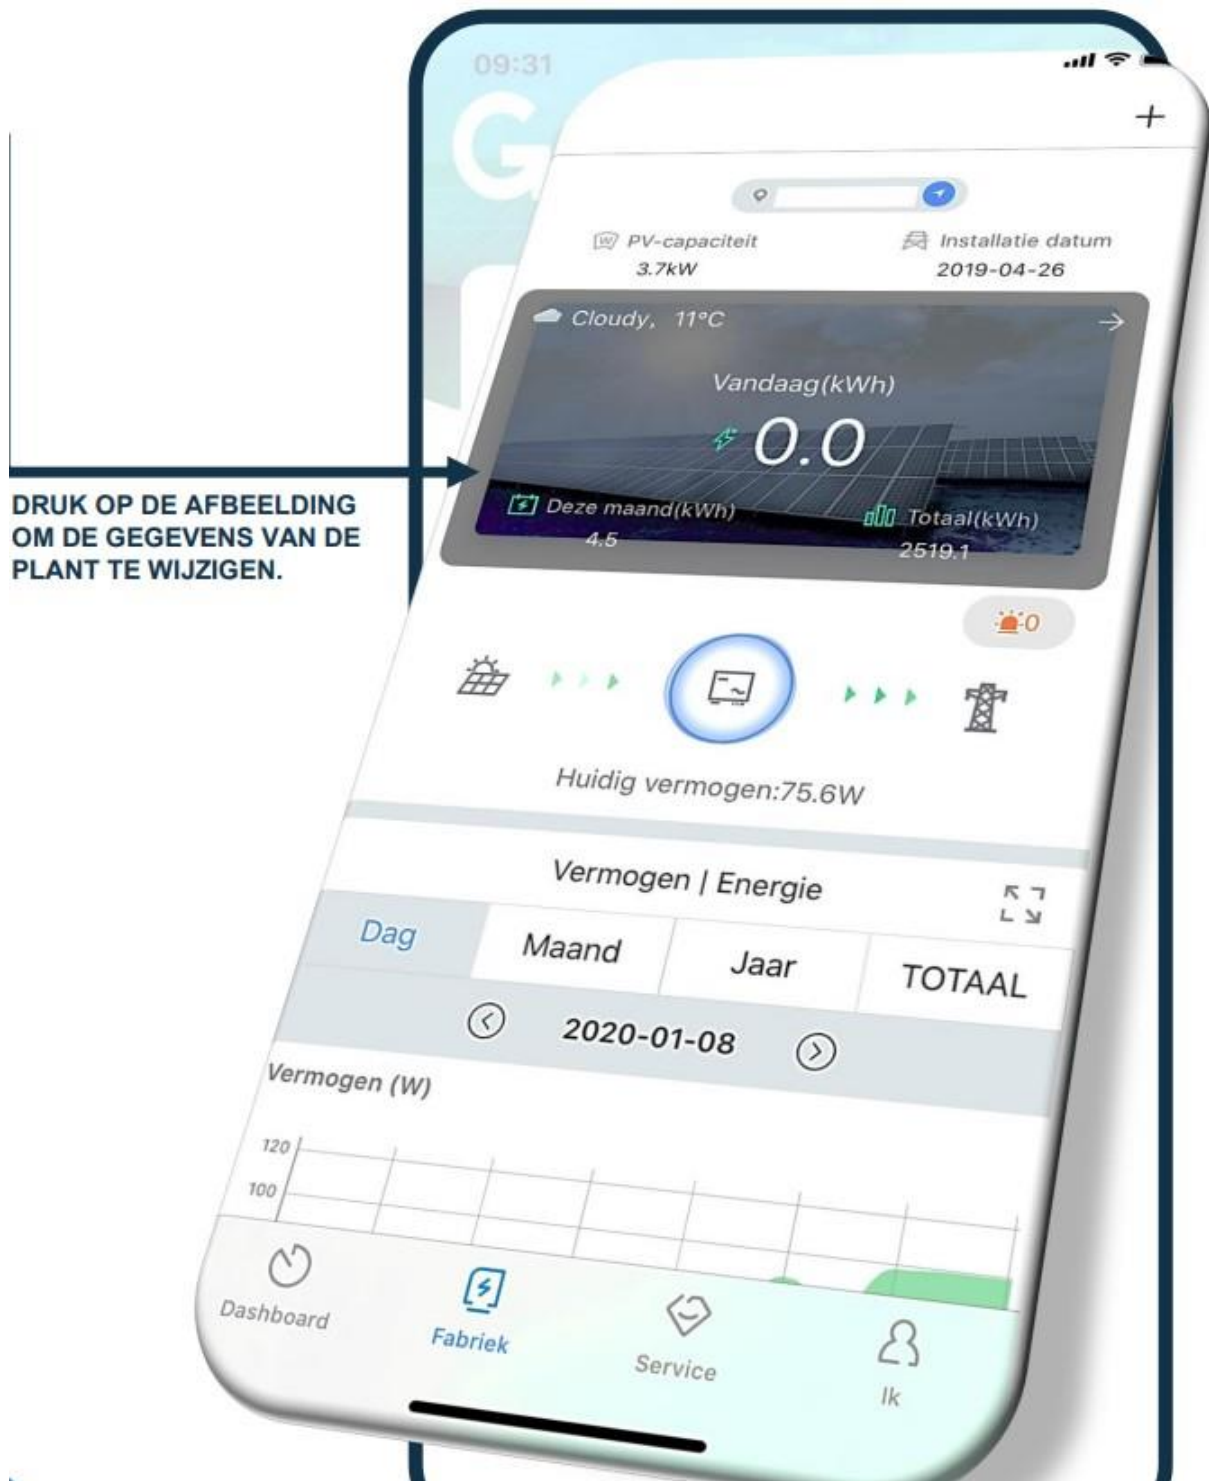 09:31
G
+
PV-capaciteit
Installatie datum
3.7kW
2019-04-26
Cloudy, 11°C
Vandaag(kWh)
0.0
Deze maand(kWh)
Totaal(kWh)
4.5
2519.1
DRUK OP DE AFBEELDING
OM DE GEGEVENS VAN DE
PLANT TE WIJZIGEN.
0
Huidig vermogen:75.6W
Vermogen | Energie
Dag
Maand
Jaar
TOTAAL
2020-01-08
Vermogen (W)
120
100
Dashboard
Fabriek
Service
Ik